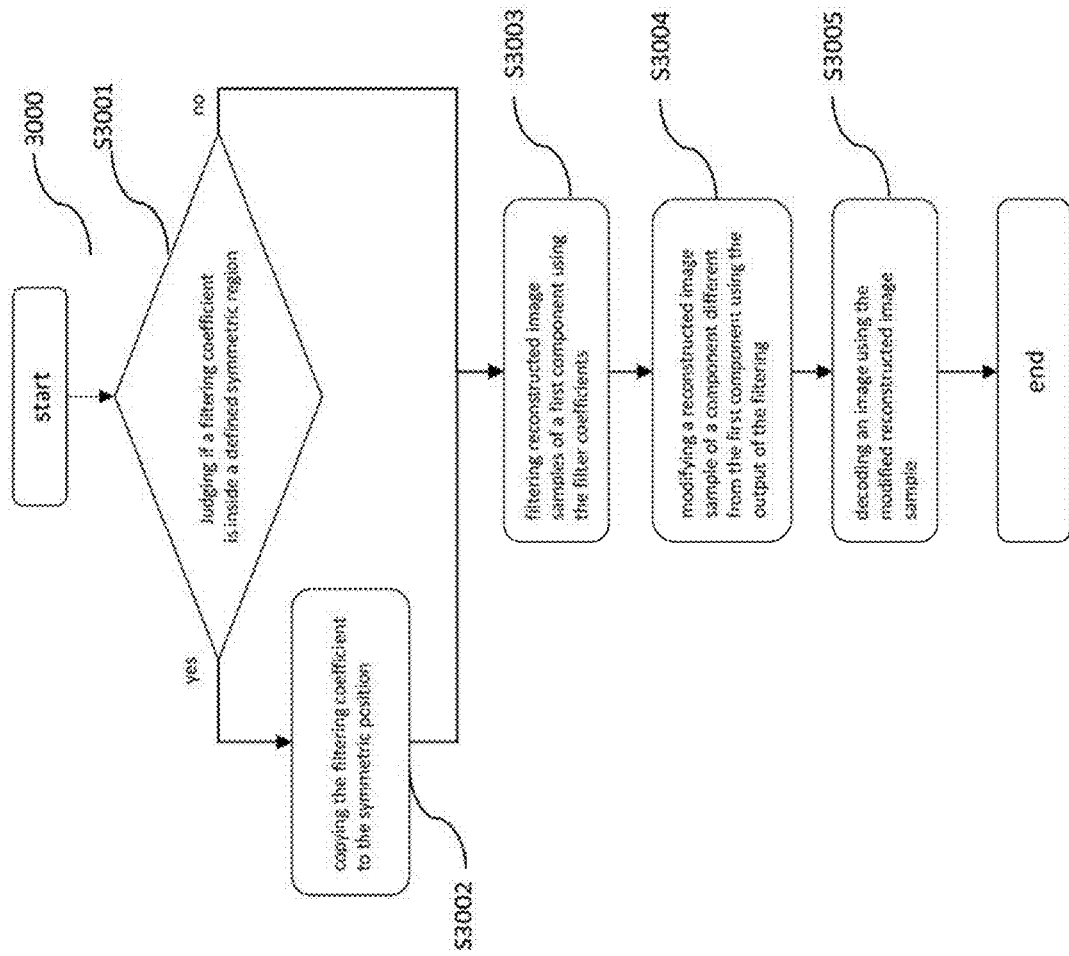 3000
start
S3001
Judging if a filtering coefficient
is inside a defined symmetric region
yes
no
copying the filtering coefficient
to the symmetric position
S3002
filtering reconstructed image
samples of a first component using
the filter coefficients
S3003
modifying a reconstructed image
sample of a component different
from the first component using the
output of the filtering
S3004
decoding an image using the
modified reconstructed image
sample
S3005
end